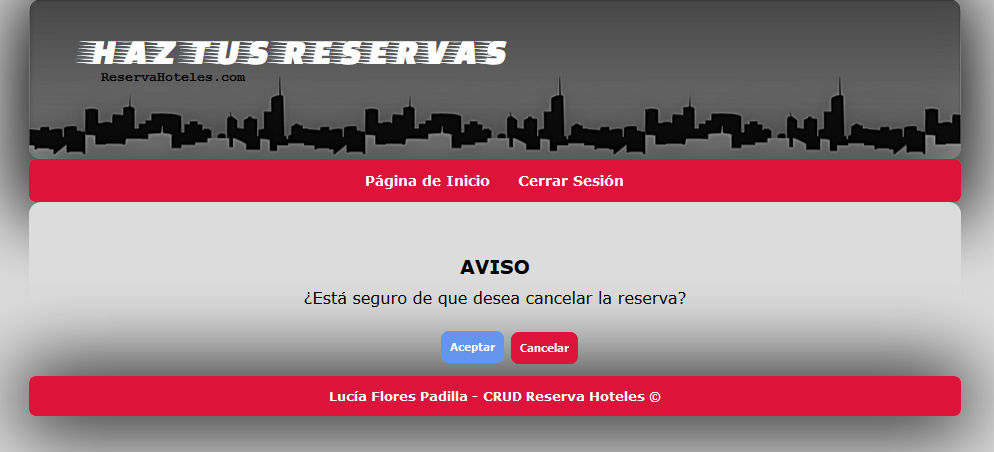 HAZ TUS RESERVAS
ReservaHoteles.com
Página de Inicio Cerrar Sesión
AVISO
¿Está seguro de que desea cancelar la reserva?
Aceptar Cancelar
Lucía Flores Padilla - CRUD Reserva Hoteles ©